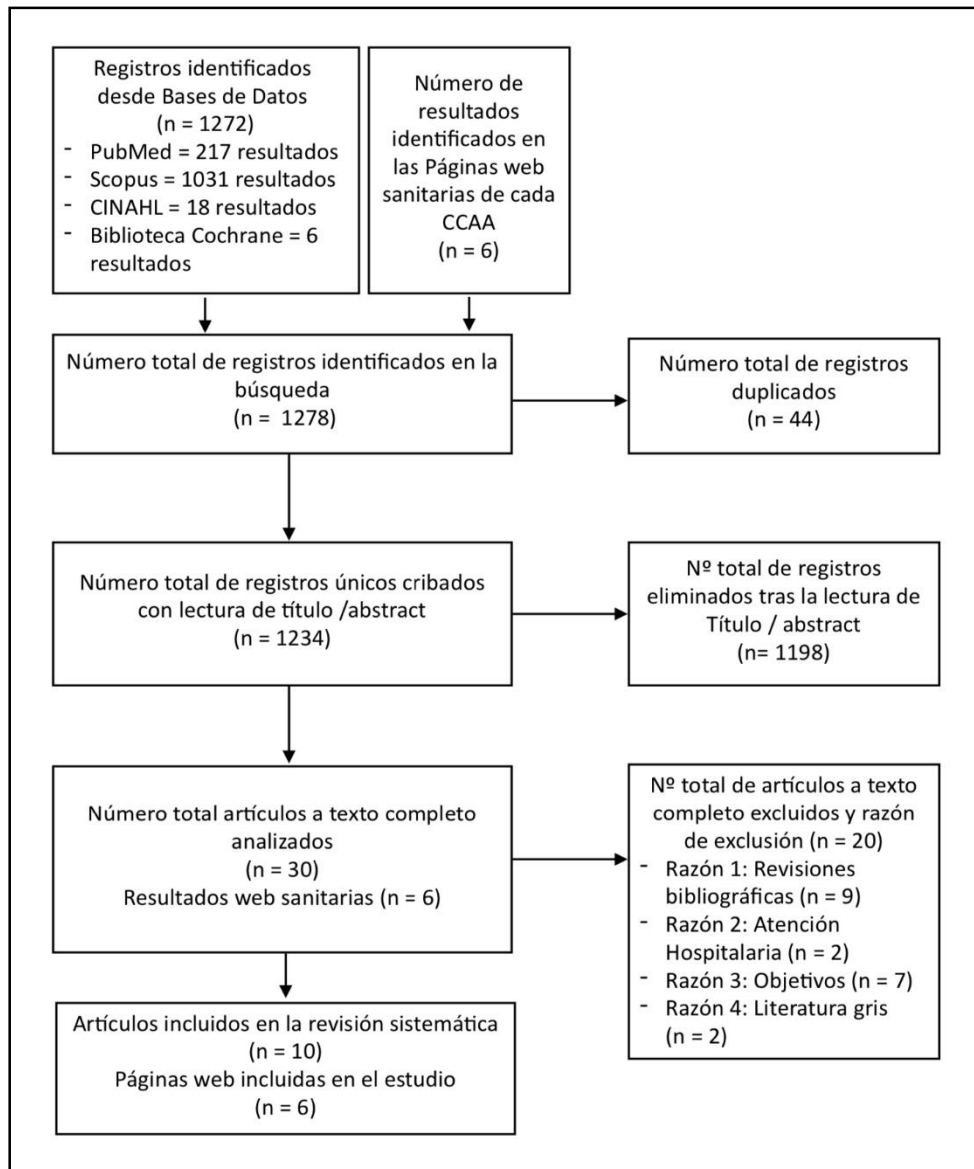 Registros identificados
desde Bases de Datos
(n = 1272)
- PubMed = 217 resultados
- Scopus = 1031 resultados
- CINAHL = 18 resultados
- Biblioteca Cochrane = 6
resultados
Número de
resultados
identificados en
las Páginas web
sanitarias de cada
CCAA
(n = 6)
Número total de registros identificados en la
búsqueda
(n = 1278)
Número total de registros
duplicados
(n = 44)
Número total de registros únicos cribados
con lectura de título /abstract
(n = 1234)
Nº total de registros
eliminados tras la lectura de
Título / abstract
(n= 1198)
Número total artículos a texto completo
analizados
(n = 30)
Resultados web sanitarias (n = 6)
Nº total de artículos a texto
completo excluidos y razón
de exclusión (n = 20)
- Razón 1: Revisiones
bibliográficas (n = 9)
- Razón 2: Atención
Hospitalaria (n = 2)
- Razón 3: Objetivos (n = 7)
- Razón 4: Literatura gris
(n = 2)
Artículos incluidos en la revisión sistemática
(n = 10)
Páginas web incluidas en el estudio
(n = 6)